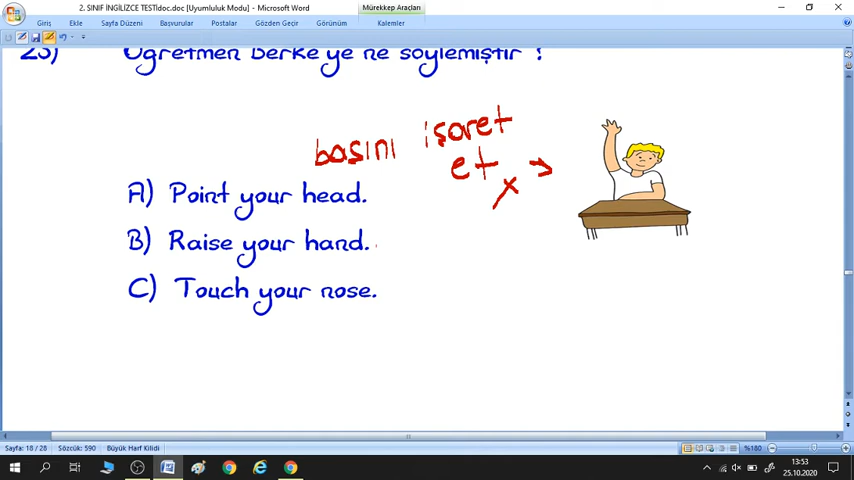 2. SINIF İNGİLİZCE TESTİdoc.doc [Uyumluluk Modu] - Microsoft Word
Mürekkep Araçları
Giriş Ekle Sayfa Düzeni Başvurular Postalar Gözden Geçir Görünüm Kalemler
23) Öğretmen Berke'ye ne söylemiştir ?
başını işaret
et x
A) Point your head.
B) Raise your hand.
C) Touch your nose.
Sayfa: 18 / 28 Sözcük: 590 Büyük Harf Kilidi %180
13:53
25.10.2020